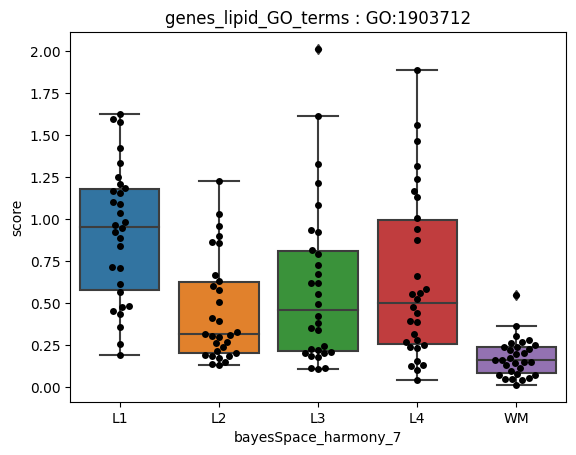 genes_lipid_GO_terms : GO:1903712
score
2.00
1.75
1.50
1.25
1.00
0.75
0.50
0.25
0.00
L1 L2 L3 L4 WM
bayesSpace_harmony_7